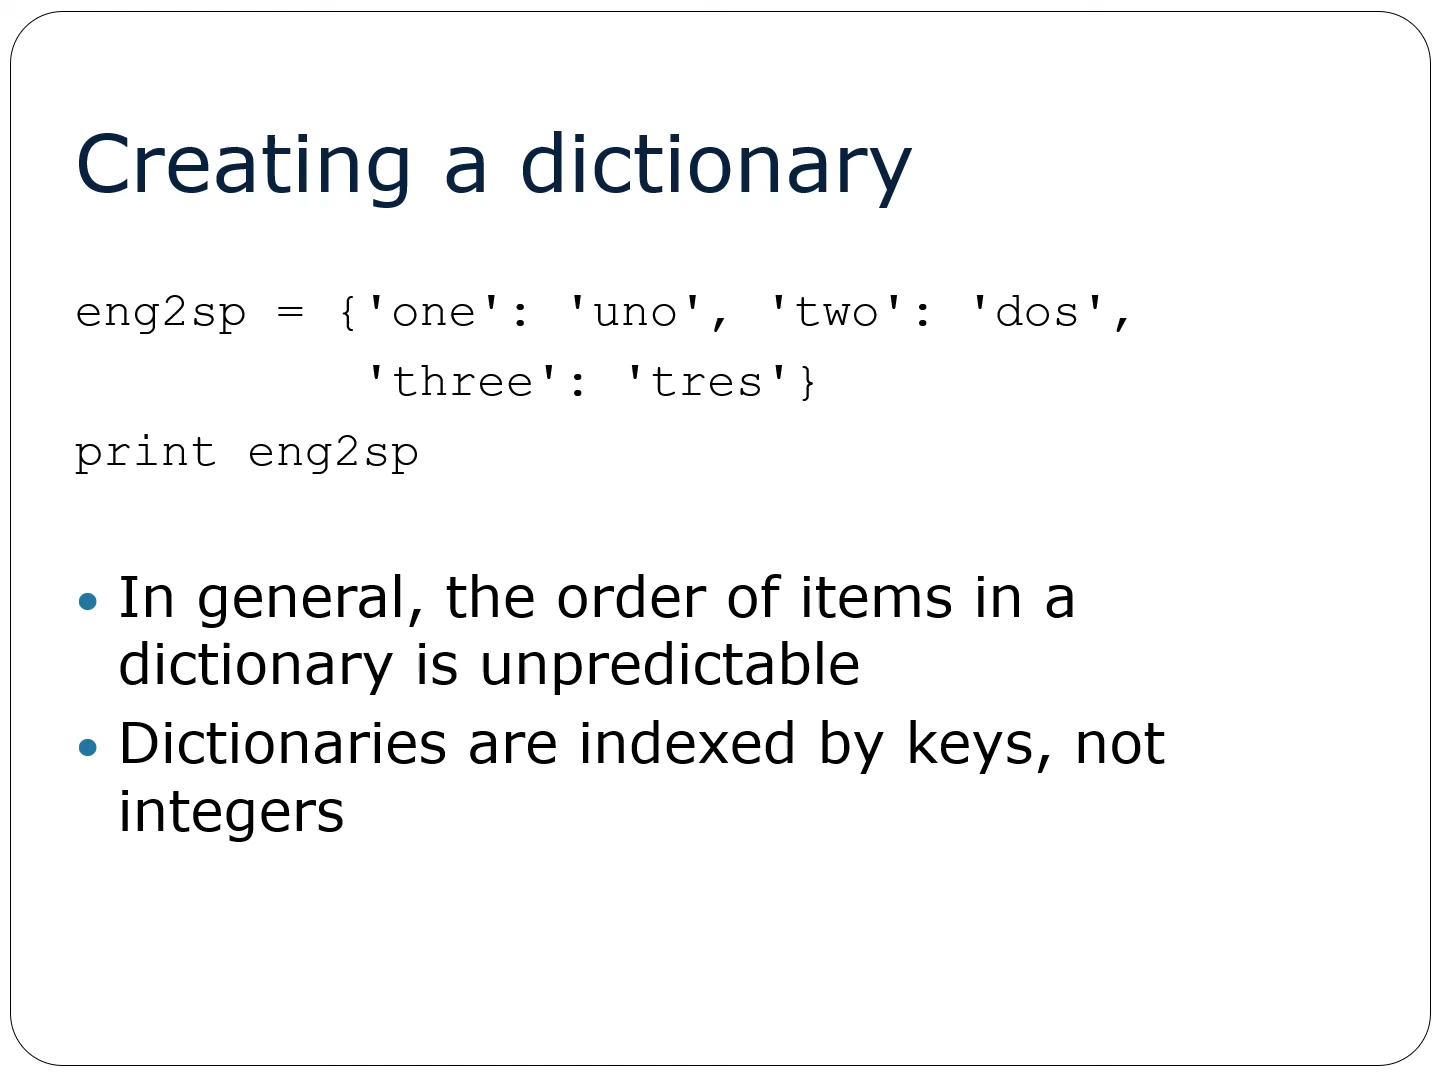 Creating a dictionary
eng2sp = {'one': 'uno', 'two': 'dos',
'three': 'tres'}
print eng2sp
• In general, the order of items in a
dictionary is unpredictable
• Dictionaries are indexed by keys, not
integers